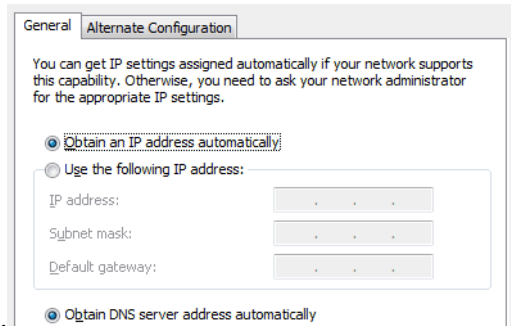 General
Alternate Configuration
You can get IP settings assigned automatically if your network supports
this capability. Otherwise, you need to ask your network administrator
for the appropriate IP settings.
Obtain an IP address automatically
Use the following IP address:
IP address:
Subnet mask:
Default gateway:
Obtain DNS server address automatically